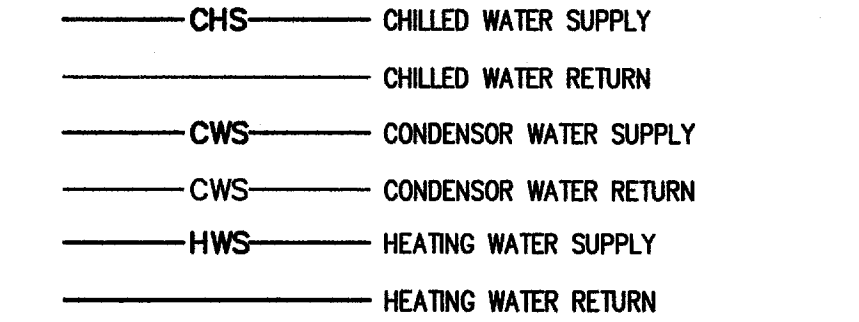 CHS CHILLED WATER SUPPLY
CHILLED WATER RETURN
CWS CONDENSOR WATER SUPPLY
CWS CONDENSOR WATER RETURN
HWS HEATING WATER SUPPLY
HEATING WATER RETURN